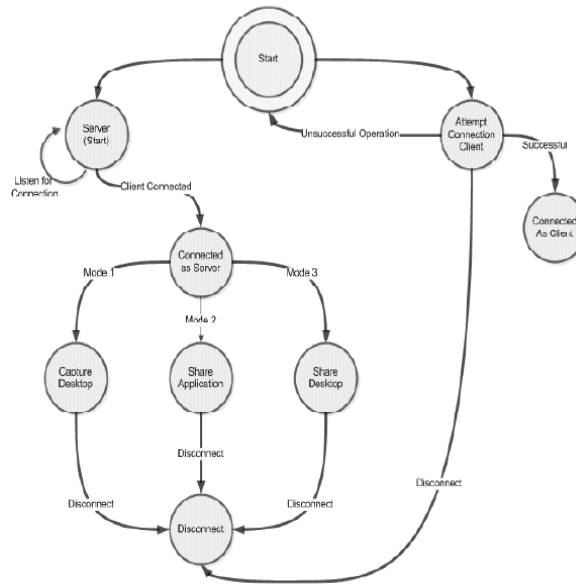 Start
Server
(Start)
Attempt
Connection
Client
Unsuccessful Operation
Successful
Listen for
Connection
Client Connected
Connected
As Client
Connected
as Server
Mode 1
Mode 3
Mode 2
Capture
Desktop
Share
Application
Share
Desktop
Disconnect
Disconnect
Disconnect
Disconnect
Disconnect